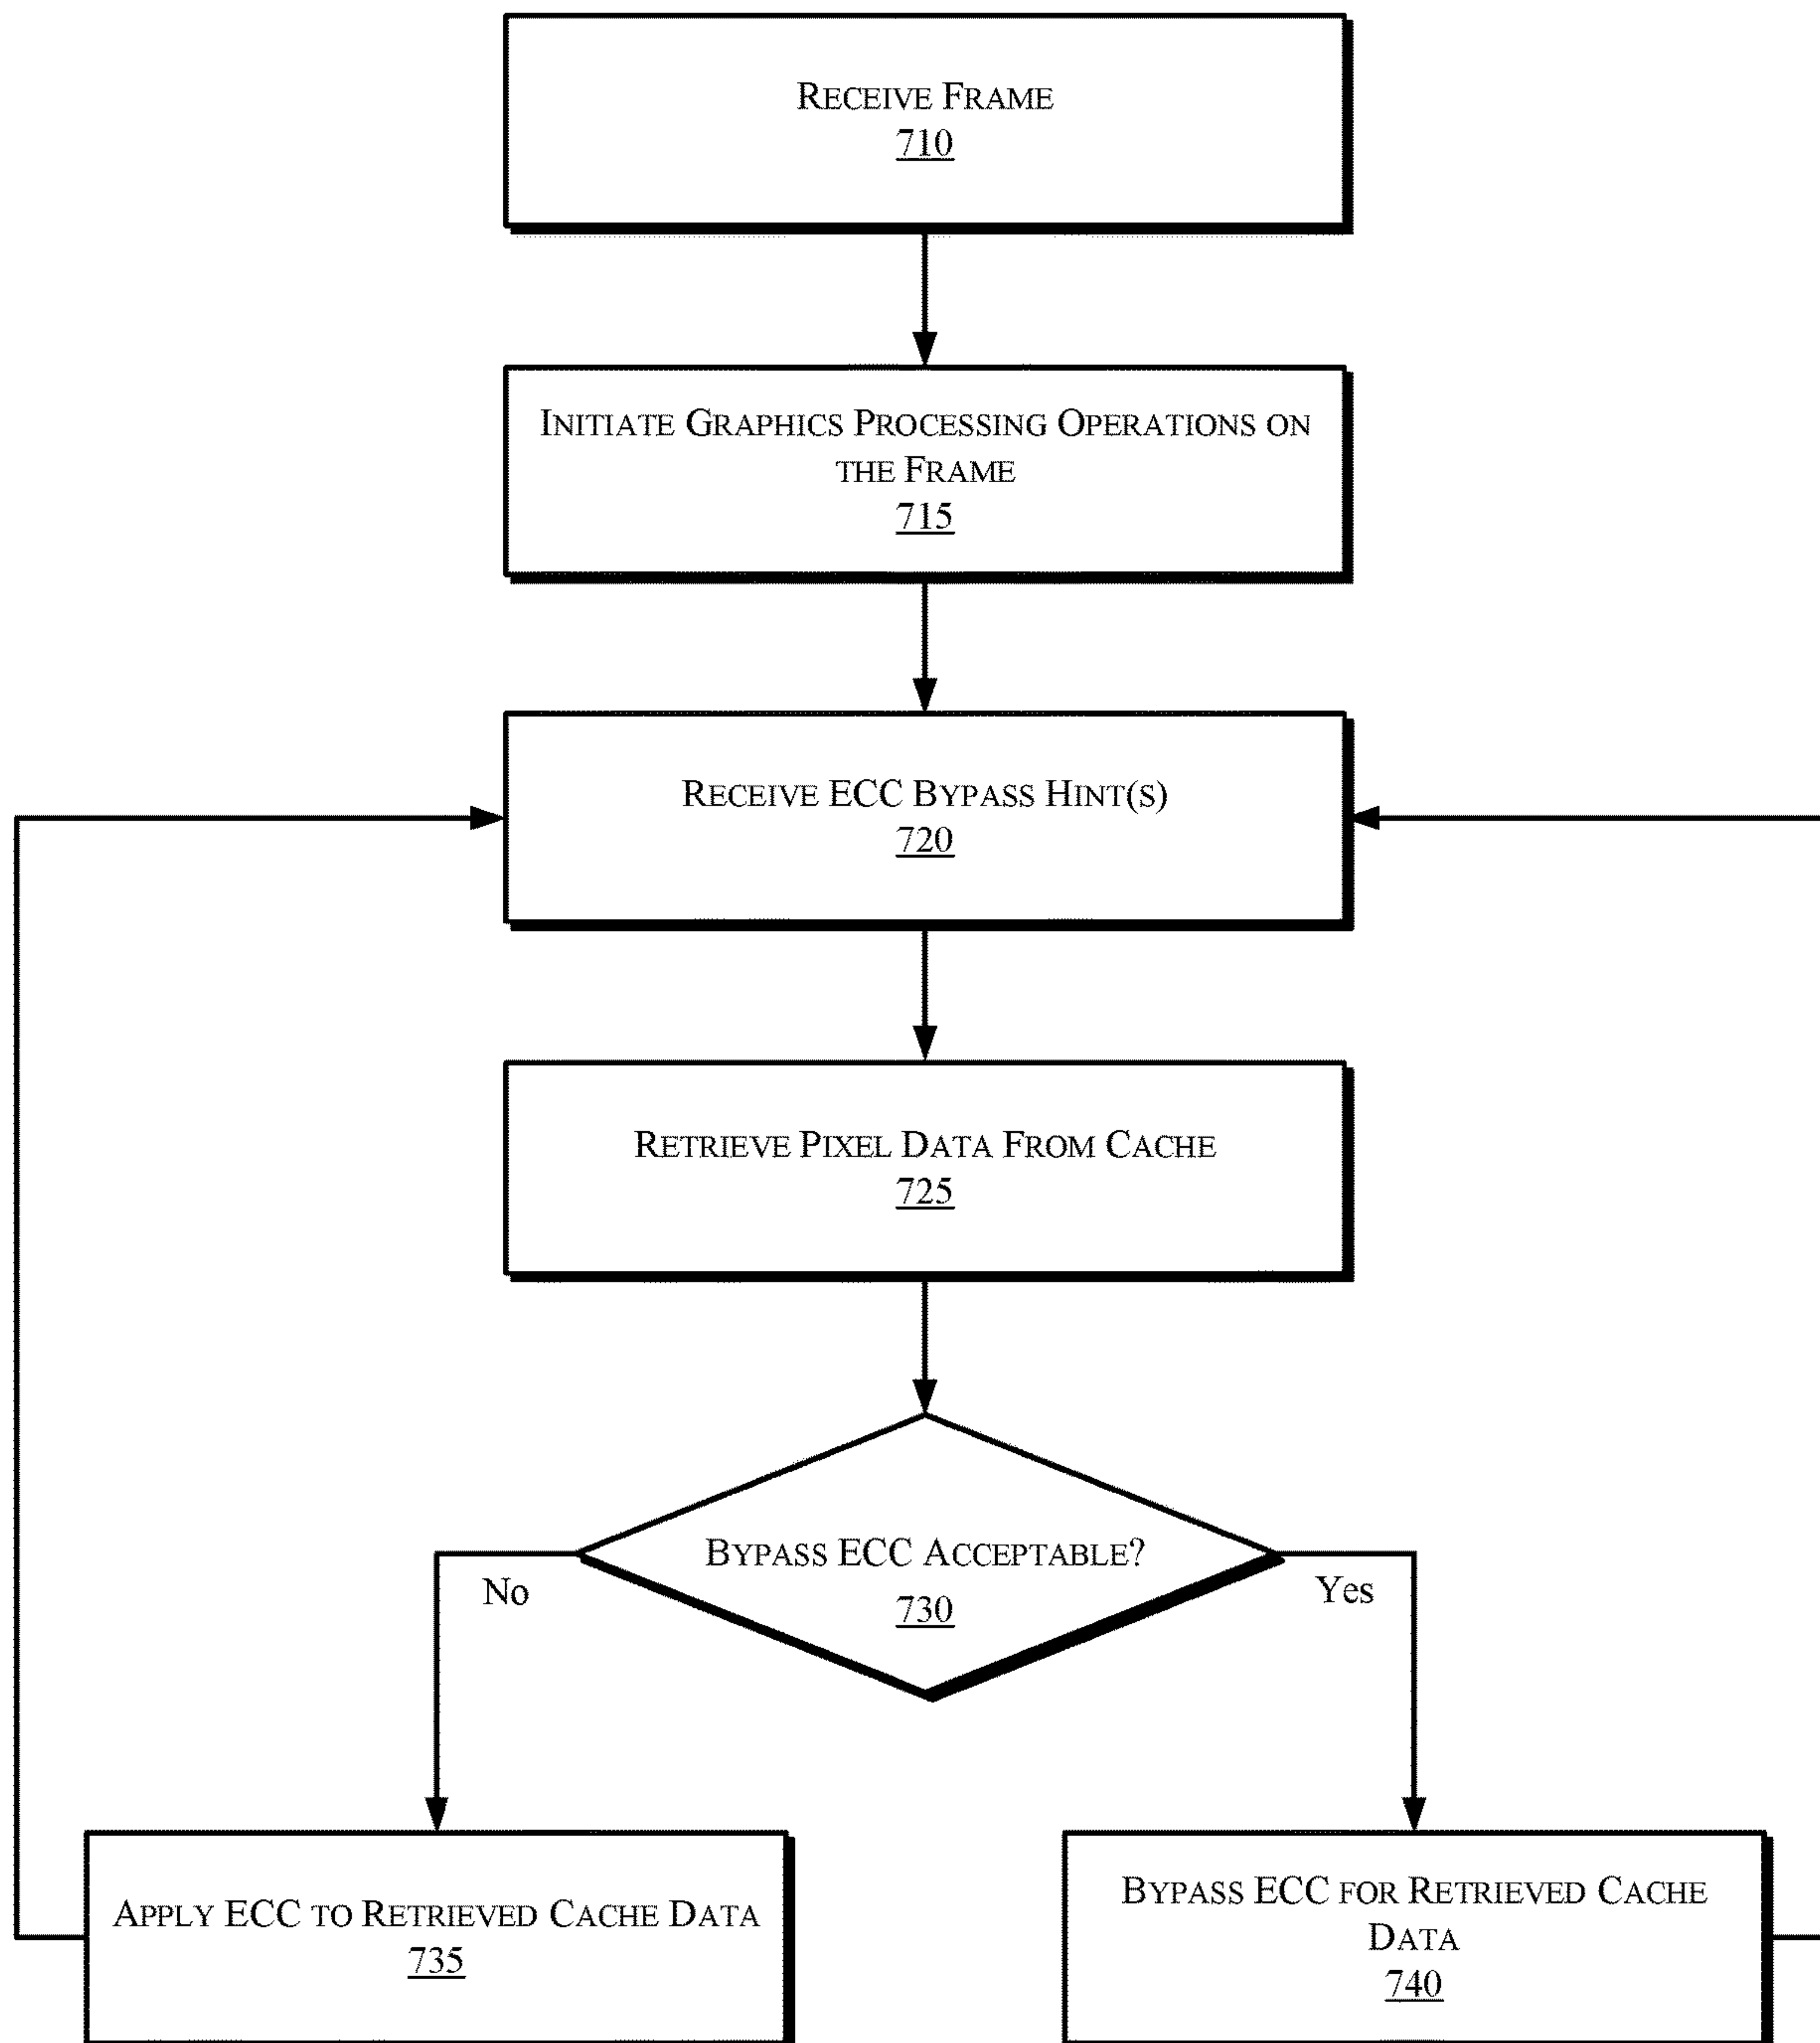 RECEIVE FRAME
710
INITIATE GRAPHICS PROCESSING OPERATIONS ON
THE FRAME
715
RECEIVE ECC BYPASS HINT(S)
720
RETRIEVE PIXEL DATA FROM CACHE
725
BYPASS ECC ACCEPTABLE?
730
No
Yes
APPLY ECC TO RETRIEVED CACHE DATA
735
BYPASS ECC FOR RETRIEVED CACHE
DATA
740